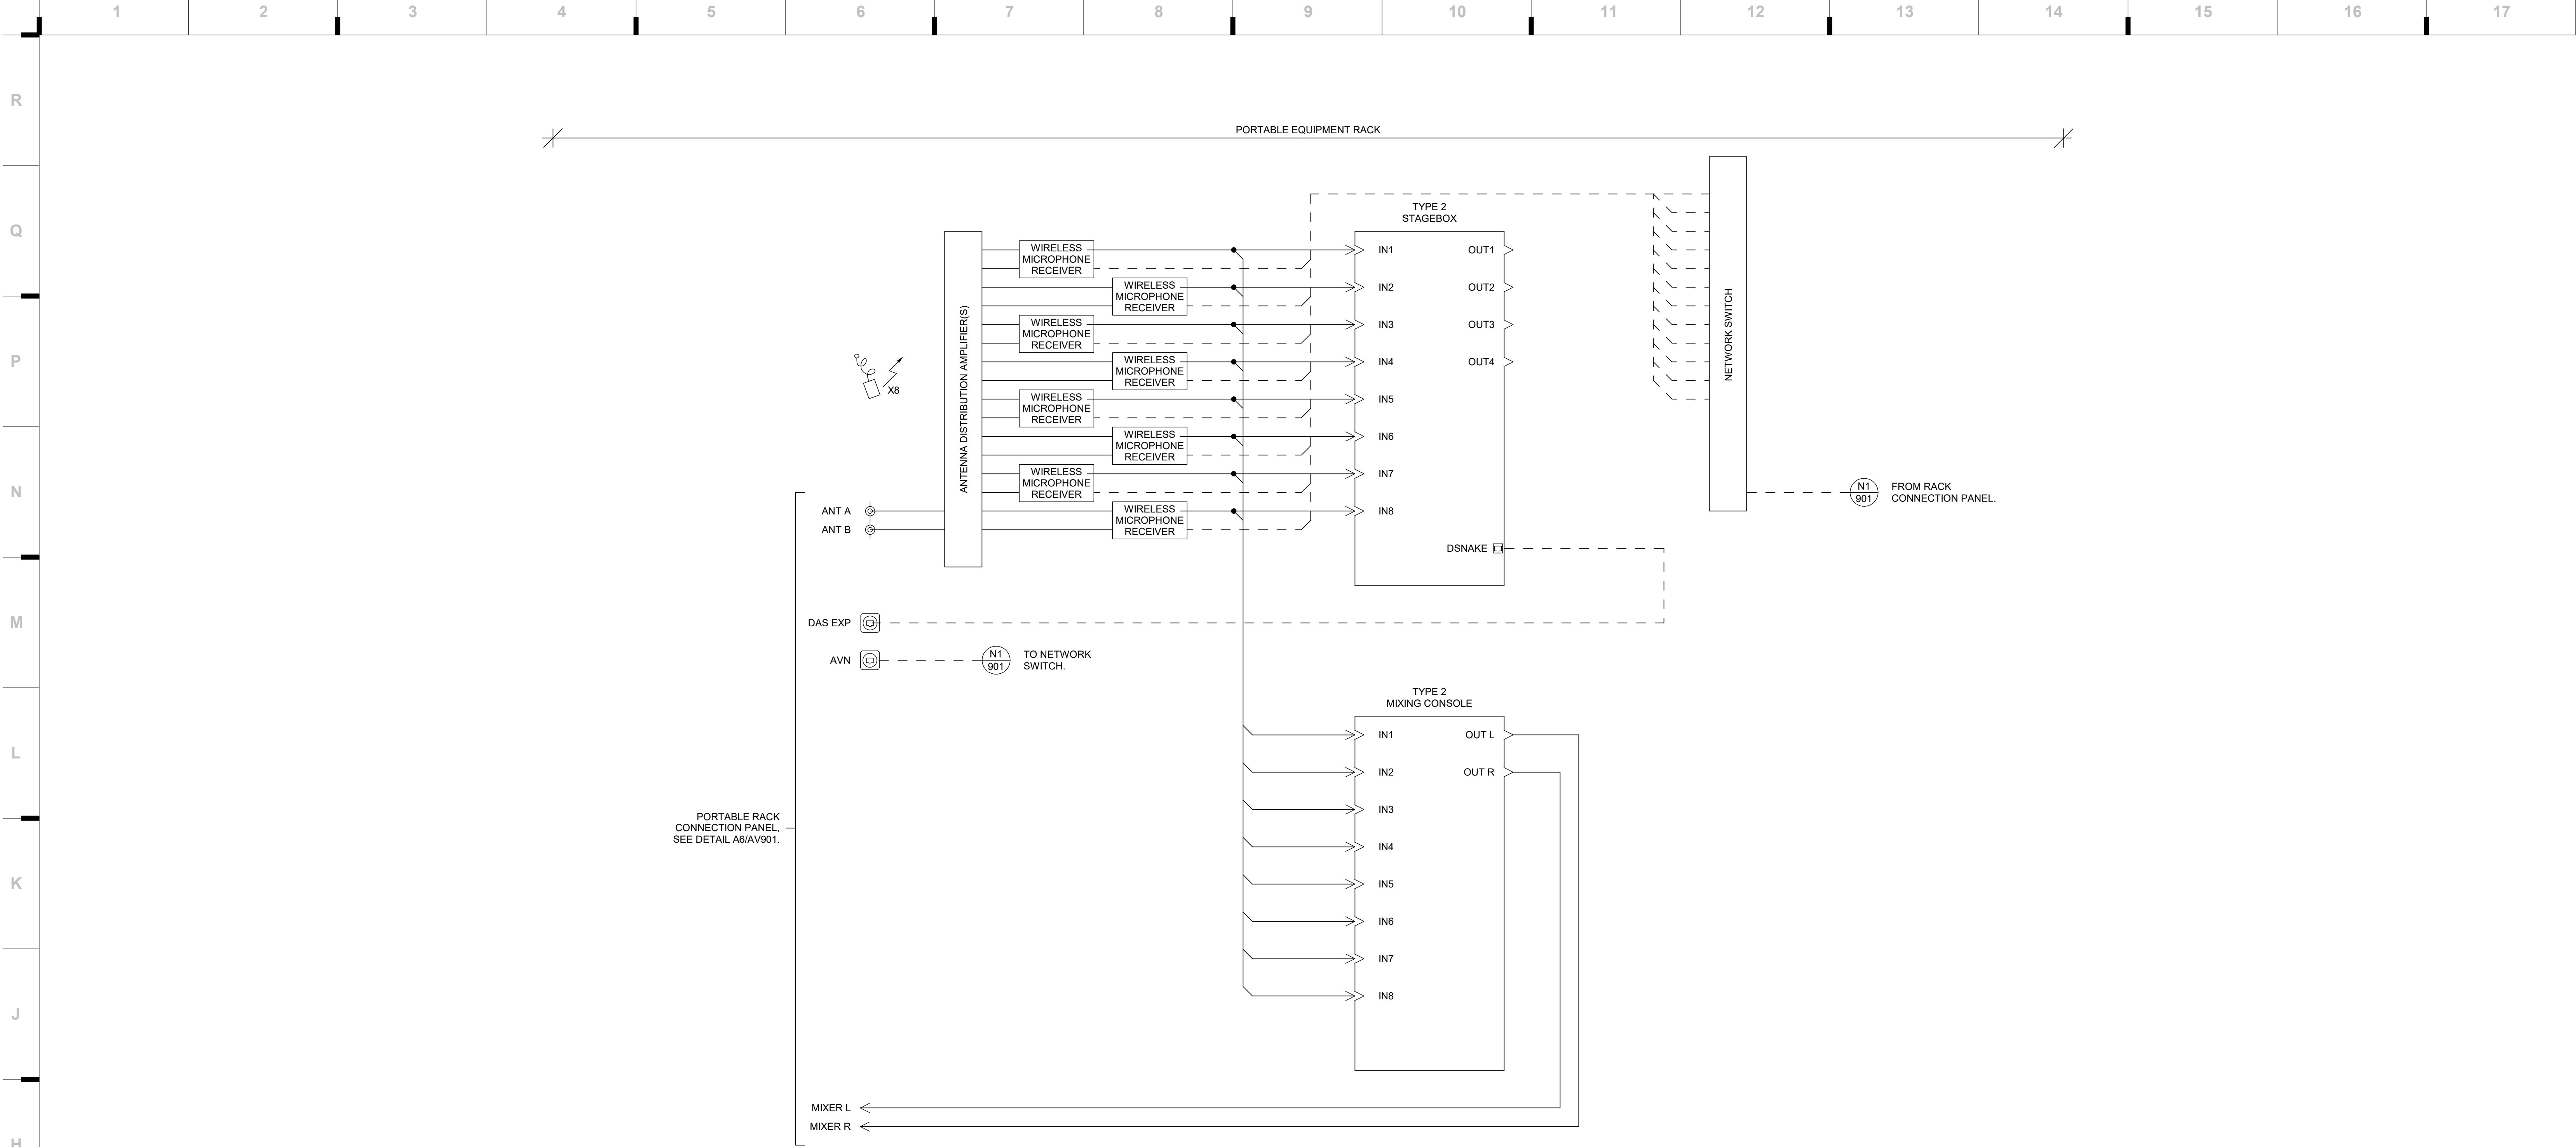 1 2 3 4 5 6 7 8 9 10 11 12 13 14 15 16 17
R
PORTABLE EQUIPMENT RACK
Q
TYPE 2
STAGEBOX
WIRELESS
MICROPHONE
RECEIVER
IN1
OUT1
WIRELESS
MICROPHONE
RECEIVER
IN2
OUT2
WIRELESS
MICROPHONE
RECEIVER
IN3
OUT3
WIRELESS
MICROPHONE
RECEIVER
IN4
OUT4
WIRELESS
MICROPHONE
RECEIVER
IN5
WIRELESS
MICROPHONE
RECEIVER
IN6
WIRELESS
MICROPHONE
RECEIVER
IN7
WIRELESS
MICROPHONE
RECEIVER
IN8
DSNAKE
ANTENNA DISTRIBUTION AMPLIFIER(S)
NETWORK SWITCH
P
X8
N
ANT A
ANT B
N1
901
FROM RACK
CONNECTION PANEL.
M
DAS EXP
AVN
N1
901
TO NETWORK
SWITCH.
L
TYPE 2
MIXING CONSOLE
IN1
OUT L
IN2
OUT R
IN3
IN4
IN5
IN6
IN7
IN8
PORTABLE RACK
CONNECTION PANEL,
SEE DETAIL A6/AV901.
K
J
MIXER L
MIXER R
H